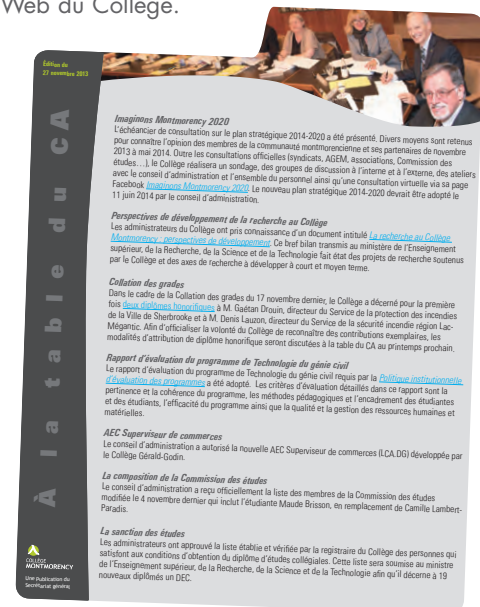 Web du Collège.
Édition du
27 novembre 2013
À la table du CA
Imaginons Montmorency 2020
L'échéancier de consultation sur le plan stratégique 2014-2020 a été présenté. Divers moyens sont retenus
pour connaître l'opinion des membres de la communauté montmorencienne et ses partenaires de novembre
2013 à mai 2014. Outre les consultations officielles (syndicats, AGEM, associations, Commission des
études…), le Collège réalisera un sondage, des groupes de discussion à l'interne et à l'externe, des ateliers
avec le conseil d'administration et l'ensemble du personnel ainsi qu'une consultation virtuelle via sa page
Facebook Imaginons Montmorency 2020. Le nouveau plan stratégique 2014-2020 devrait être adopté le
11 juin 2014 par le conseil d'administration.
Perspectives de développement de la recherche au Collège
Les administrateurs du Collège ont pris connaissance d'un document intitulé La recherche au Collège
Montmorency : perspectives de développement. Ce bref bilan transmis au ministère de l'Enseignement
supérieur, de la Recherche, de la Science et de la Technologie fait état des projets de recherche soutenus
par le Collège et des axes de recherche à développer à court et moyen terme.
Collation des grades
Dans le cadre de la Collation des grades du 17 novembre dernier, le Collège a décerné pour la première
fois deux diplômes honorifiques à M. Gaétan Drouin, directeur du Service de la protection des incendies
de la Ville de Sherbrooke et à M. Denis Lauzon, directeur du Service de la sécurité incendie région Lac-
Mégantic. Afin d'officialiser la volonté du Collège de reconnaître des contributions exemplaires, les
modalités d'attribution de diplôme honorifique seront discutées à la table du CA au printemps prochain.
Rapport d'évaluation du programme de Technologie du génie civil
Le rapport d'évaluation du programme de Technologie du génie civil requis par la Politique institutionnelle
d'évaluation des programmes a été adopté. Les critères d'évaluation détaillés dans ce rapport sont la
pertinence et la cohérence du programme, les méthodes pédagogiques et l'encadrement des étudiantes
et des étudiants, l'efficacité du programme ainsi que la qualité et la gestion des ressources humaines et
matérielles.
AEC Superviseur de commerces
Le conseil d'administration a autorisé la nouvelle AEC Superviseur de commerces (LCA.DG) développée par
le Collège Gérald-Godin.
La composition de la Commission des études
Le conseil d'administration a reçu officiellement la liste des membres de la Commission des études
modifiée le 4 novembre dernier qui inclut l'étudiante Maude Brisson, en remplacement de Camille Lambert-
Paradis.
La sanction des études
Les administrateurs ont approuvé la liste établie et vérifiée par la registraire du Collège des personnes qui
satisfont aux conditions d'obtention du diplôme d'études collégiales. Cette liste sera soumise au ministre
de l'Enseignement supérieur, de la Recherche, de la Science et de la Technologie afin qu'il décerne à 19
nouveaux diplômés un DEC.
COLLÈGE
MONTMORENCY
Une publication du
Secrétariat général